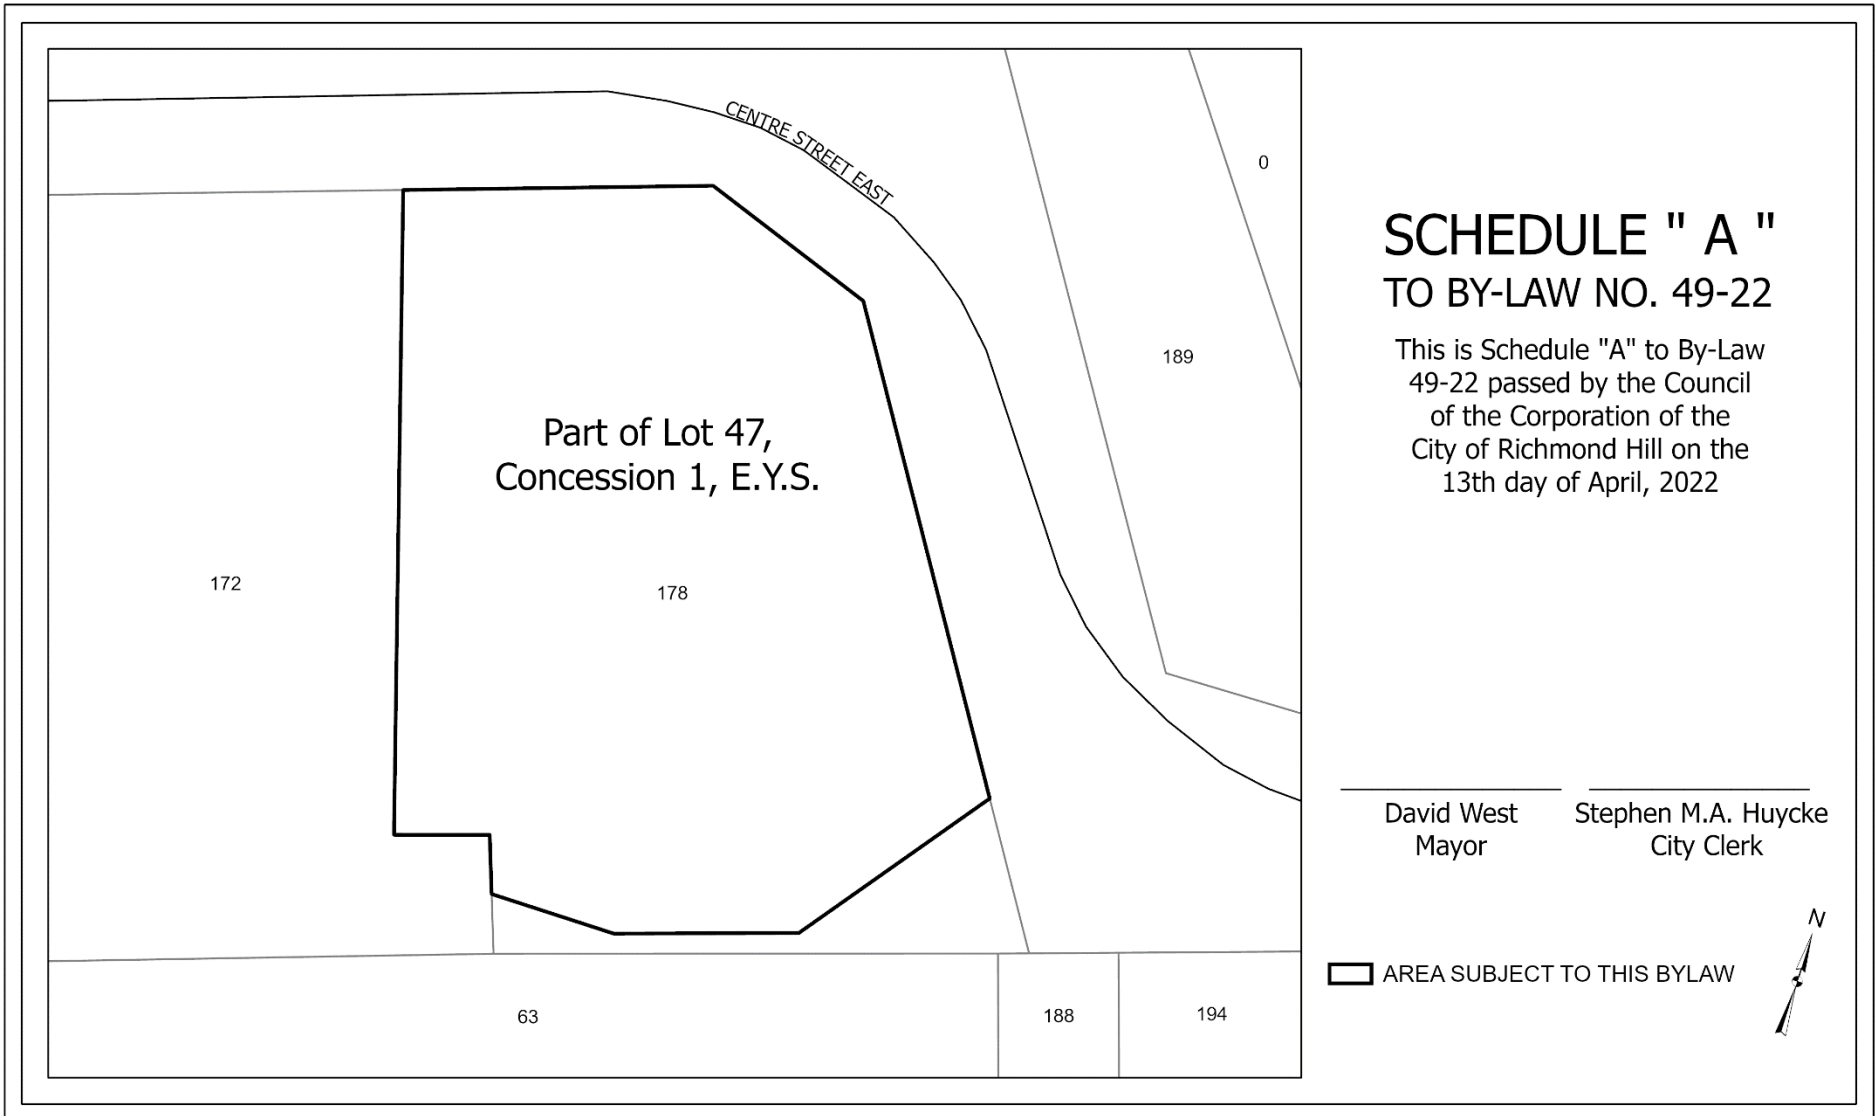 CENTRE STREET EAST
0
189
Part of Lot 47,
Concession 1, E.Y.S.
172
178
63
188
194
SCHEDULE " A "
TO BY-LAW NO. 49-22
This is Schedule "A" to By-Law
49-22 passed by the Council
of the Corporation of the
City of Richmond Hill on the
13th day of April, 2022
David West
Mayor
Stephen M.A. Huycke
City Clerk
N
AREA SUBJECT TO THIS BYLAW